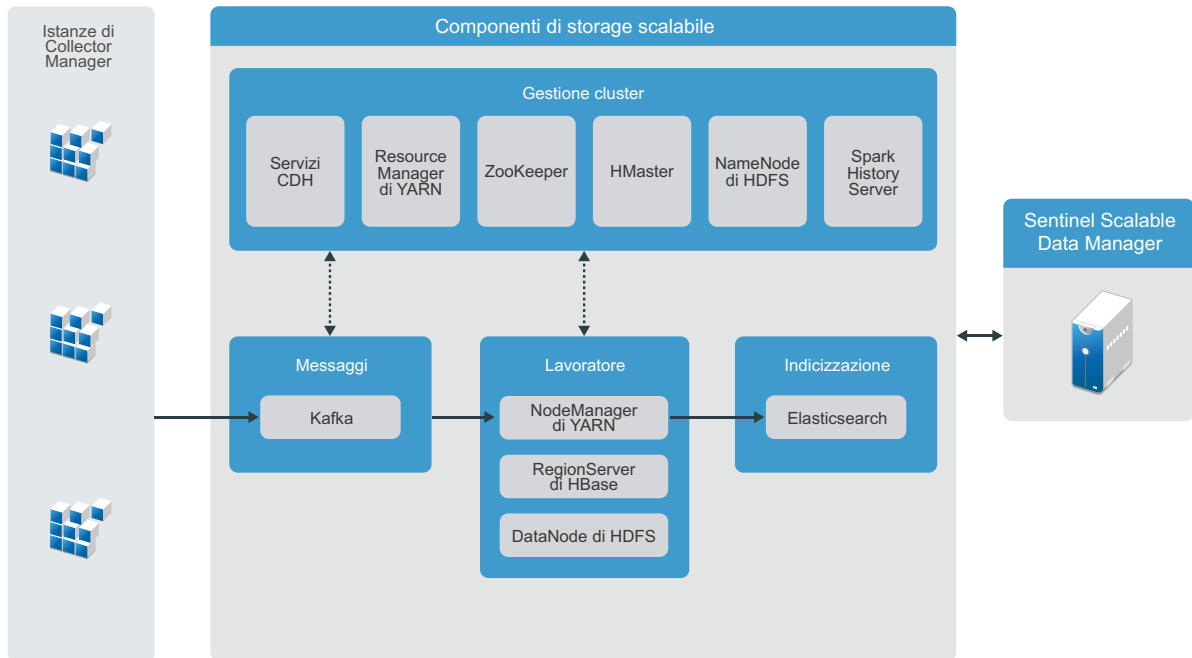 Istanze di
Collector
Manager
Componenti di storage scalabile
Gestione cluster
Servizi
CDH
Resource
Manager
di YARN
ZooKeeper
HMaster
NameNode
di HDFS
Spark
History
Server
Sentinel Scalable
Data Manager
Messaggi
Kafka
Lavoratore
NodeManager
di YARN
RegionServer
di HBase
DataNode di HDFS
Indicizzazione
Elasticsearch